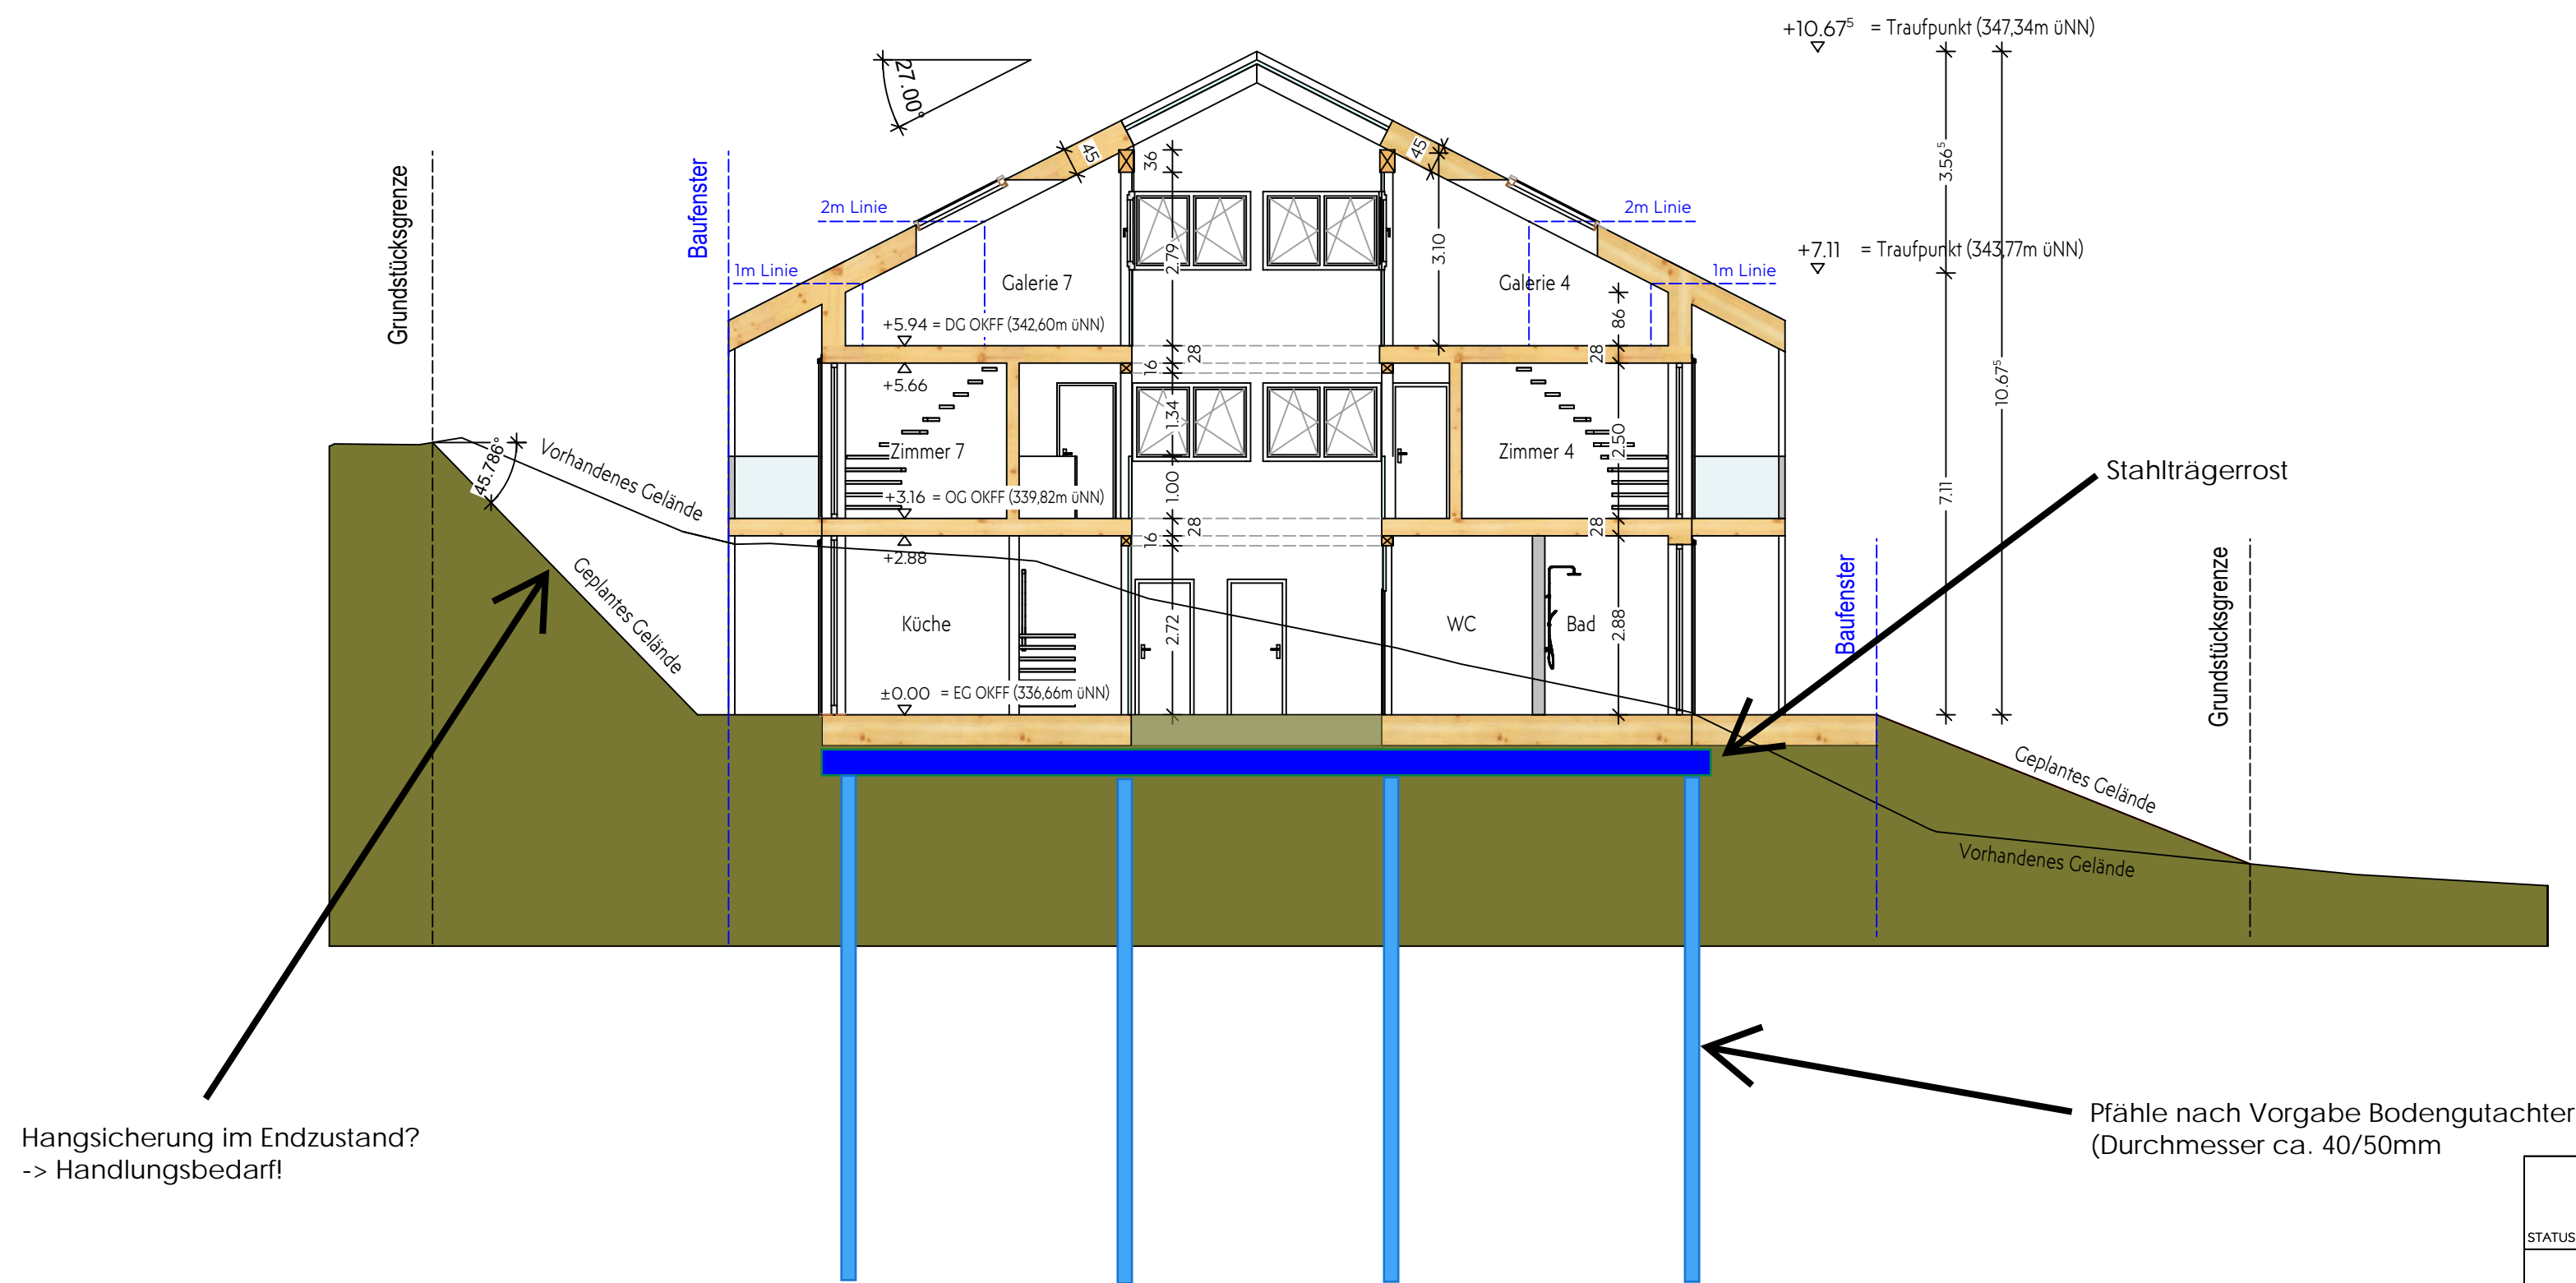 +10.67⁵ = Traufpunkt (347,34m üNN)
27.00°
45
36
45
3.56⁵
Grundstücksgrenze
Baufenster
2m Linie
2m Linie
2.79
3.10
+7.11 = Traufpunkt (343,77m üNN)
1m Linie
1m Linie
Galerie 7
Galerie 4
86
+5.94 = DG OKFF (342,60m üNN)
16
28
28
+5.66
10.67⁵
1.34
45.786°
Vorhandenes Gelände
Zimmer 7
Zimmer 4
2.50
Stahlträgerrost
+3.16 = OG OKFF (339,82m üNN)
1.00
7.11
16
28
28
+2.88
Geplantes Gelände
Küche
2.72
WC
Bad
2.88
Baufenster
Grundstücksgrenze
±0.00 = EG OKFF (336,66m üNN)
Geplantes Gelände
Vorhandenes Gelände
Hangsicherung im Endzustand?
-> Handlungsbedarf!
Pfähle nach Vorgabe Bodengutachter
(Durchmesser ca. 40/50mm
STATUS